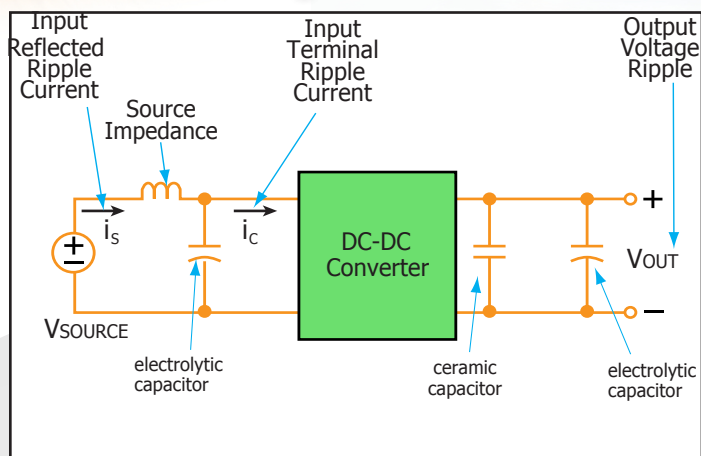 Input
Reflected
Ripple
Current
Input
Terminal
Ripple
Current
Output
Voltage
Ripple
Source
Impedance
iS
iC
DC-DC
Converter
+
−
+
−
VOUT
VSOURCE
electrolytic
capacitor
ceramic
capacitor
electrolytic
capacitor